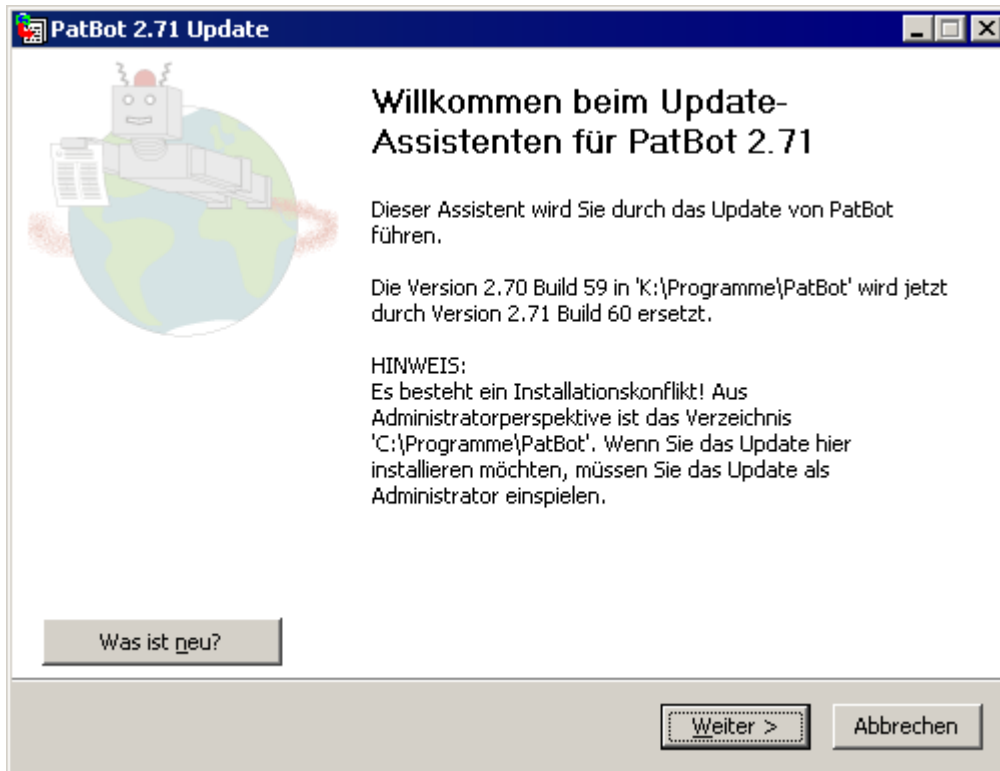 PatBot 2.71 Update
Willkommen beim Update-
Assistenten für PatBot 2.71
Dieser Assistent wird Sie durch das Update von PatBot
führen.
Die Version 2.70 Build 59 in 'K:\Programme\PatBot' wird jetzt
durch Version 2.71 Build 60 ersetzt.
HINWEIS:
Es besteht ein Installationskonflikt! Aus
Administratorperspektive ist das Verzeichnis
'C:\Programme\PatBot'. Wenn Sie das Update hier
installieren möchten, müssen Sie das Update als
Administrator einspielen.
Was ist neu?
Weiter >
Abbrechen